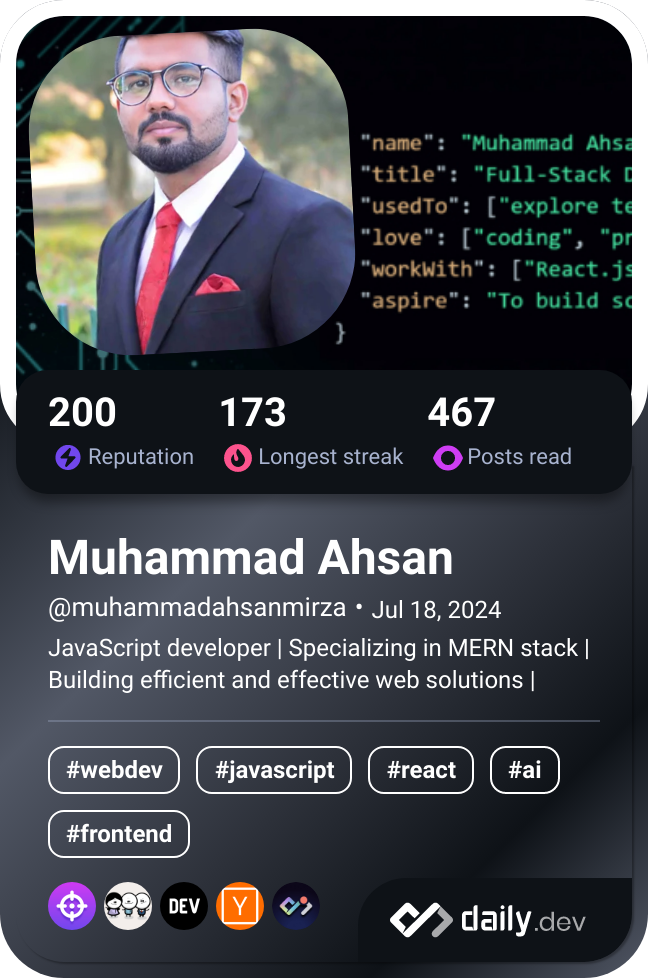 "name": "Muhammad Ahsa
"title": "Full-Stack D
"usedTo": ["explore te
"love": ["coding", "pr
"workWith": ["React.js
"aspire": "To build sc
}
200 173 467
Reputation Longest streak Posts read
Muhammad Ahsan
@muhammadahsanmirza • Jul 18, 2024
JavaScript developer | Specializing in MERN stack |
Building efficient and effective web solutions |
#webdev #javascript #react #ai
#frontend
DEV Y
daily.dev